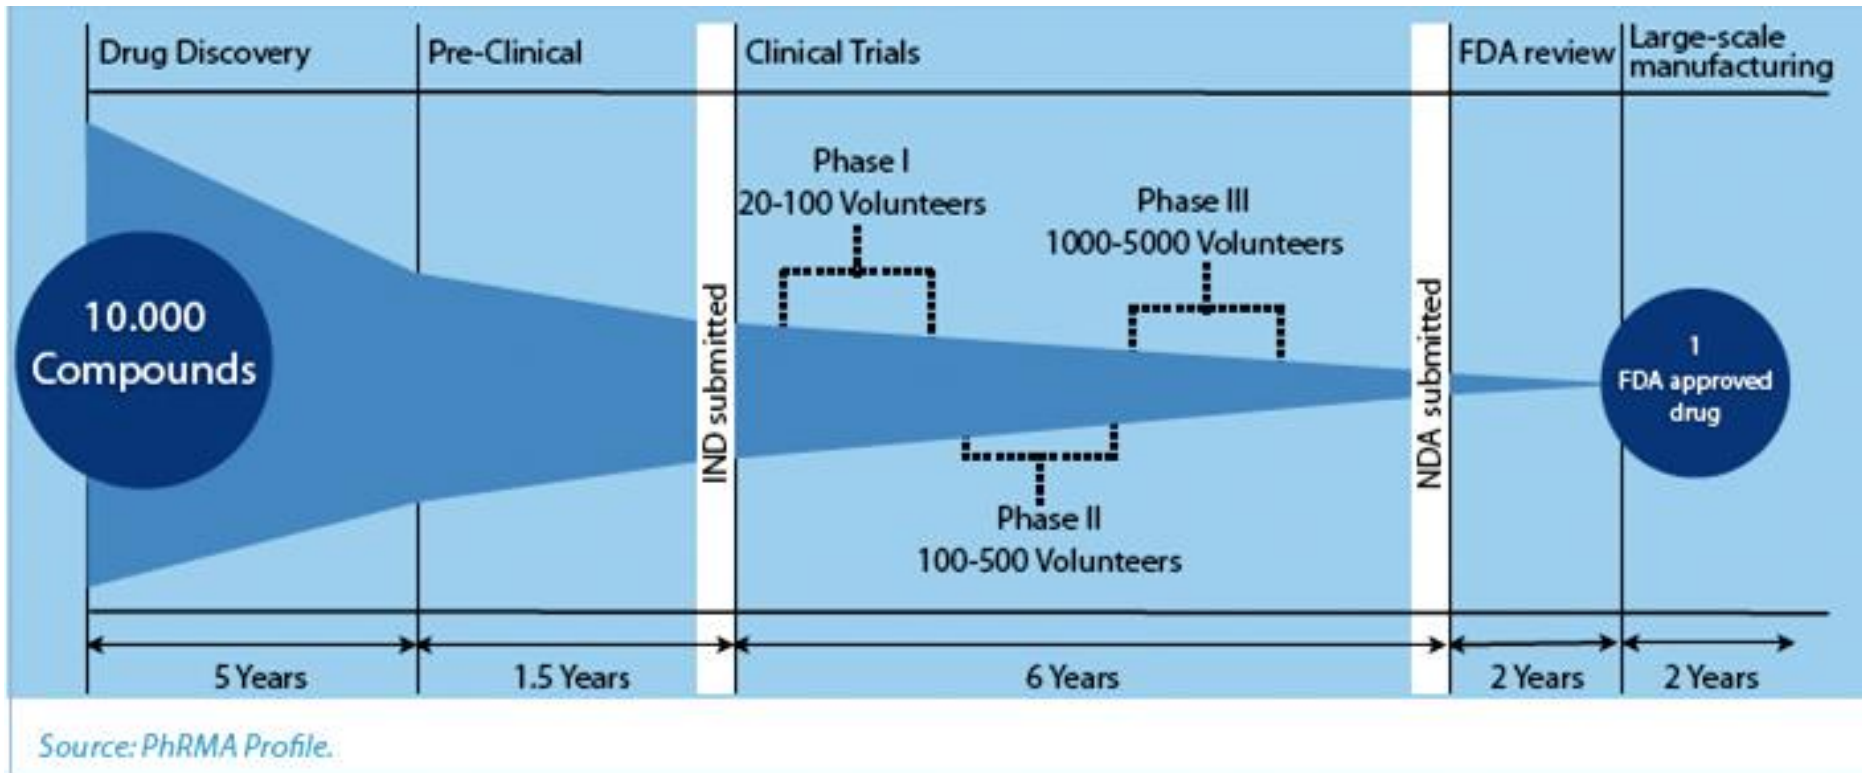 Drug Discovery
Pre-Clinical
Clinical Trials
FDA review
Large-scale
manufacturing
Phase I
20-100 Volunteers
Phase III
1000-5000 Volunteers
10.000
Compounds
IND submitted
NDA submitted
1
FDA approved
drug
Phase II
100-500 Volunteers
5 Years
1.5 Years
6 Years
2 Years
2 Years
Source: PhRMA Profile.